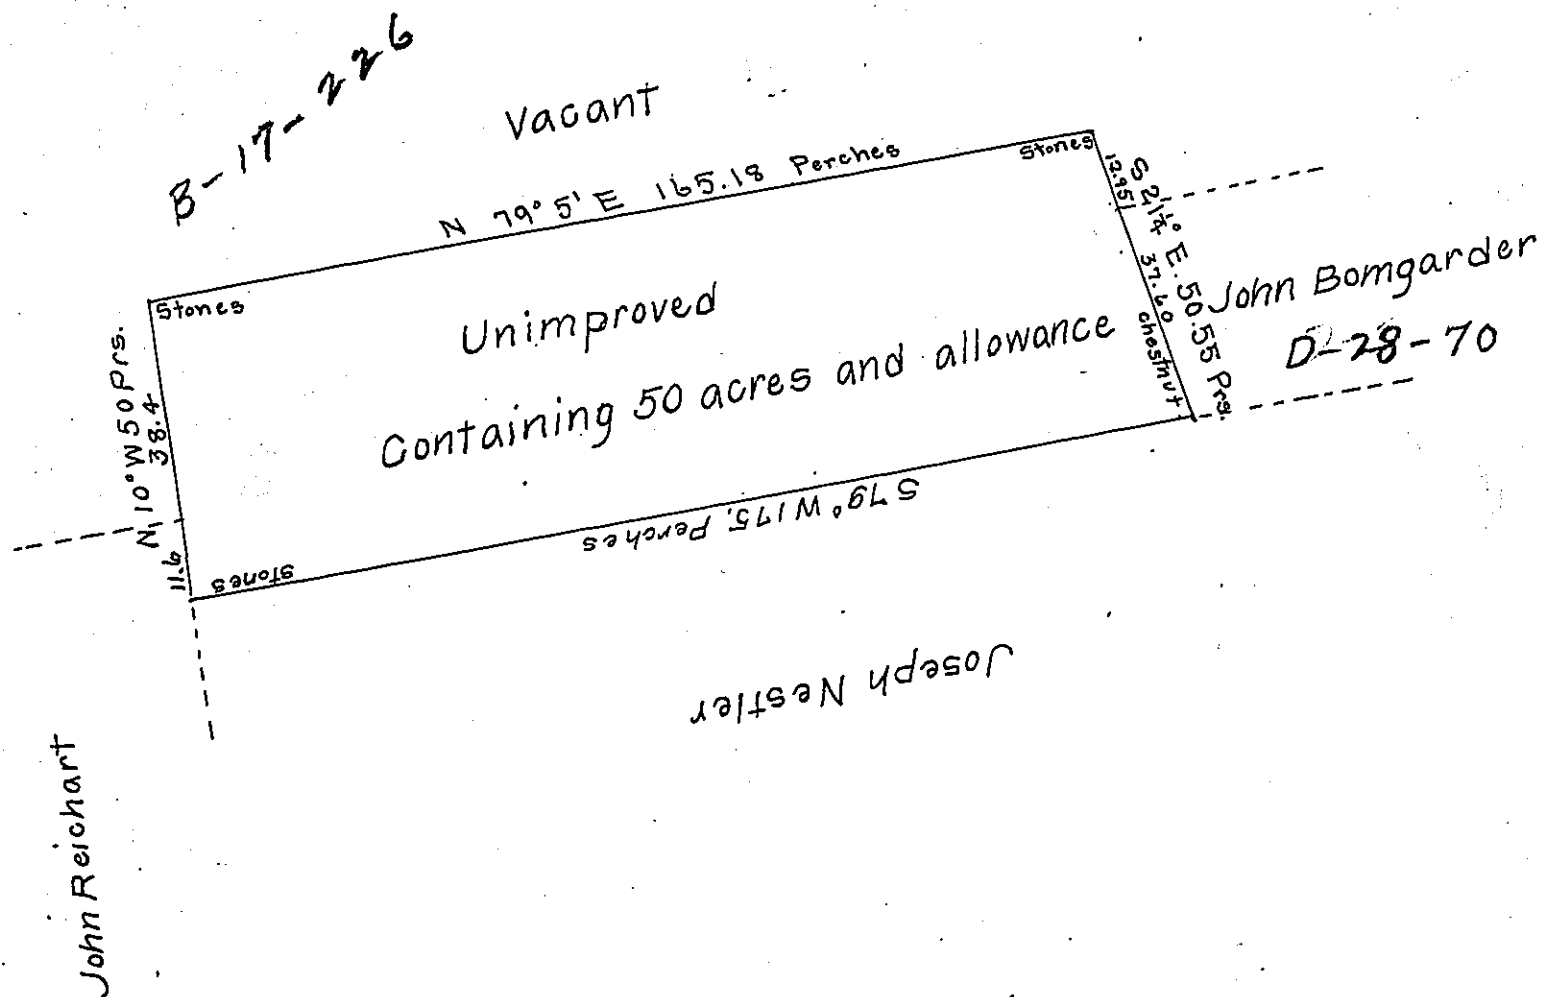 B-17-226
Vacant
N 79° 5' E 165.18 Perches
Stones
Stones
S 21¼° E. 50.55 Prs.
12.95
37.60
chestnut
John Bomgarder
D-28-70
Unimproved
Containing 50 acres and allowance
N 10° W 50 Prs.
38.4
11.6
Stones
S 79° W 175. Perches
Joseph Nestler
John Reichart